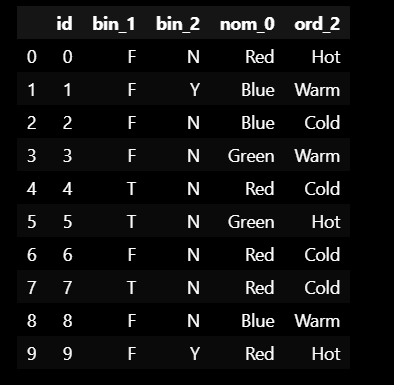 id bin_1 bin_2 nom_0 ord_2
0 0 F N Red Hot
1 1 F Y Blue Warm
2 2 F N Blue Cold
3 3 F N Green Warm
4 4 T N Red Cold
5 5 T N Green Hot
6 6 F N Red Cold
7 7 T N Red Cold
8 8 F N Blue Warm
9 9 F Y Red Hot